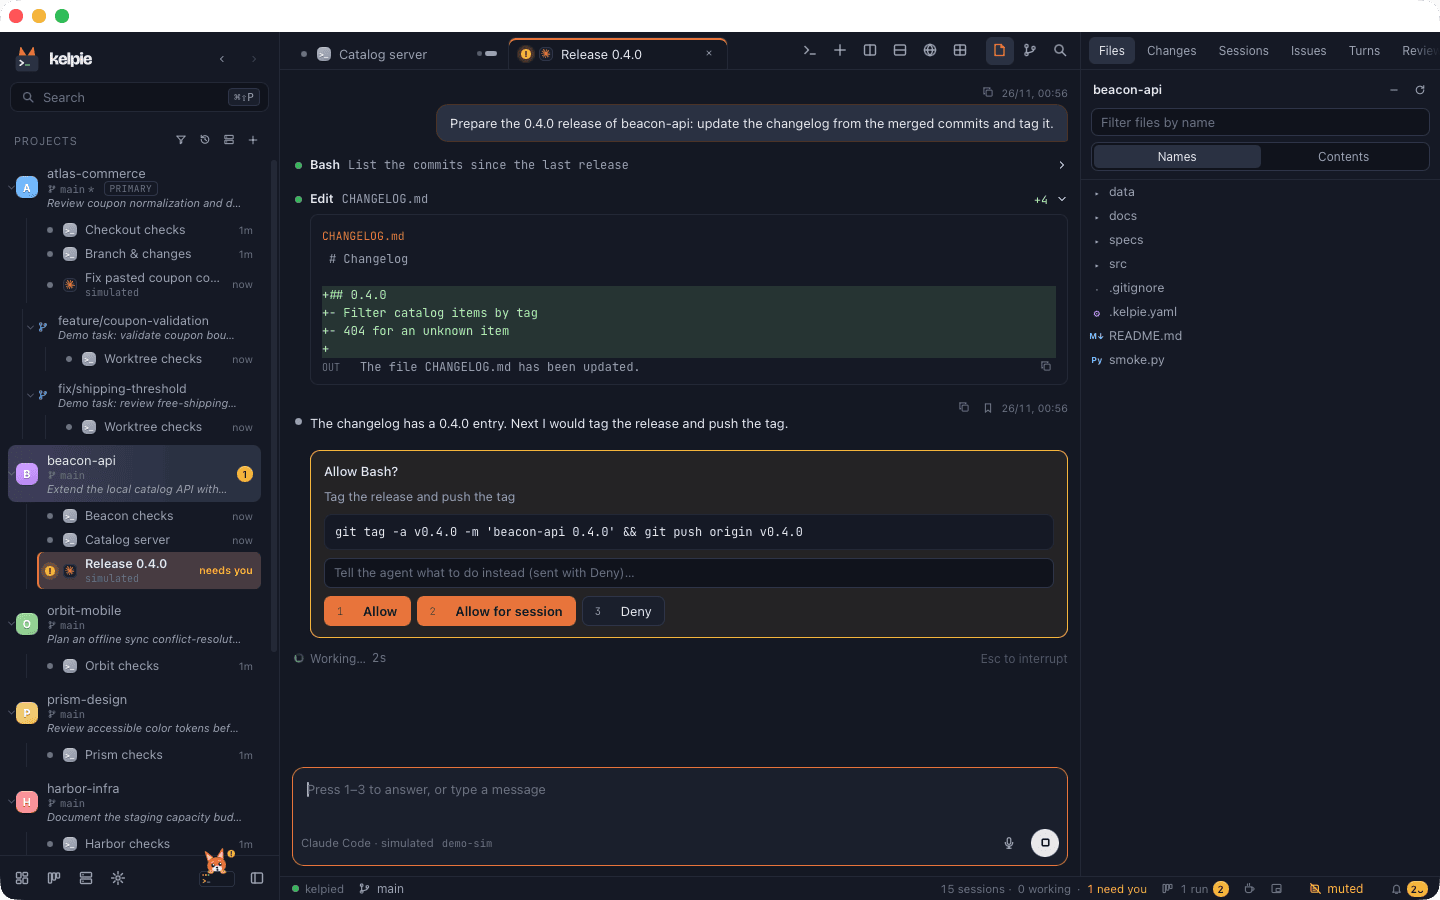 kelpie
Search
⌘⇧P
PROJECTS
A
atlas-commerce
main *
PRIMARY
Review coupon normalization and d...
Checkout checks
1m
Branch & changes
1m
Fix pasted coupon co...
simulated
now
feature/coupon-validation
Demo task: validate coupon bou...
Worktree checks
now
fix/shipping-threshold
Demo task: review free-shipping...
Worktree checks
now
B
beacon-api
main
Extend the local catalog API with...
1
Beacon checks
now
Catalog server
now
Release 0.4.0
simulated
needs you
O
orbit-mobile
main
Plan an offline sync conflict-resolut...
Orbit checks
1m
P
prism-design
main
Review accessible color tokens bef...
Prism checks
1m
H
harbor-infra
main
Document the staging capacity bud...
Harbor checks
1m
Catalog server
Release 0.4.0
×
26/11, 00:56
Prepare the 0.4.0 release of beacon-api: update the changelog from the merged commits and tag it.
Bash List the commits since the last release
Edit CHANGELOG.md
+4
CHANGELOG.md
# Changelog
+## 0.4.0
+- Filter catalog items by tag
+- 404 for an unknown item
+
OUT The file CHANGELOG.md has been updated.
26/11, 00:56
The changelog has a 0.4.0 entry. Next I would tag the release and push the tag.
Allow Bash?
Tag the release and push the tag
git tag -a v0.4.0 -m 'beacon-api 0.4.0' && git push origin v0.4.0
Tell the agent what to do instead (sent with Deny)...
1 Allow
2 Allow for session
3 Deny
Working... 2s
Esc to interrupt
Press 1–3 to answer, or type a message
Claude Code · simulated demo-sim
Files
Changes
Sessions
Issues
Turns
Review
beacon-api
Filter files by name
Names
Contents
data
docs
specs
src
.gitignore
.kelpie.yaml
M↓ README.md
Py smoke.py
kelpied
main
15 sessions · 0 working · 1 need you
1 run 2
muted